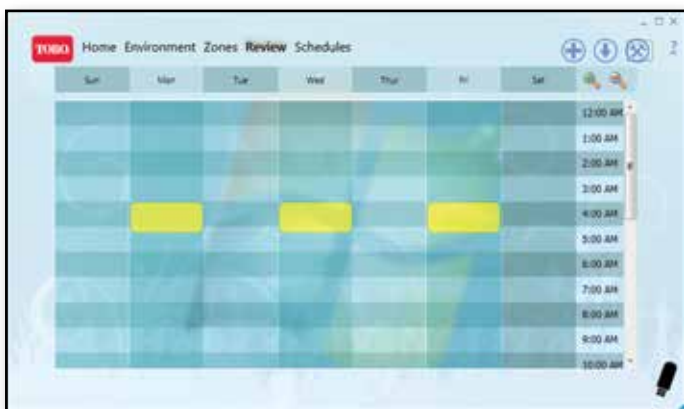 TORO Home Environment Zones Review Schedules ?
Sun Mon Tue Wed Thur Fri Sat
12:00 AM
1:00 AM
2:00 AM
3:00 AM
4:00 AM
5:00 AM
6:00 AM
7:00 AM
8:00 AM
9:00 AM
10:00 AM